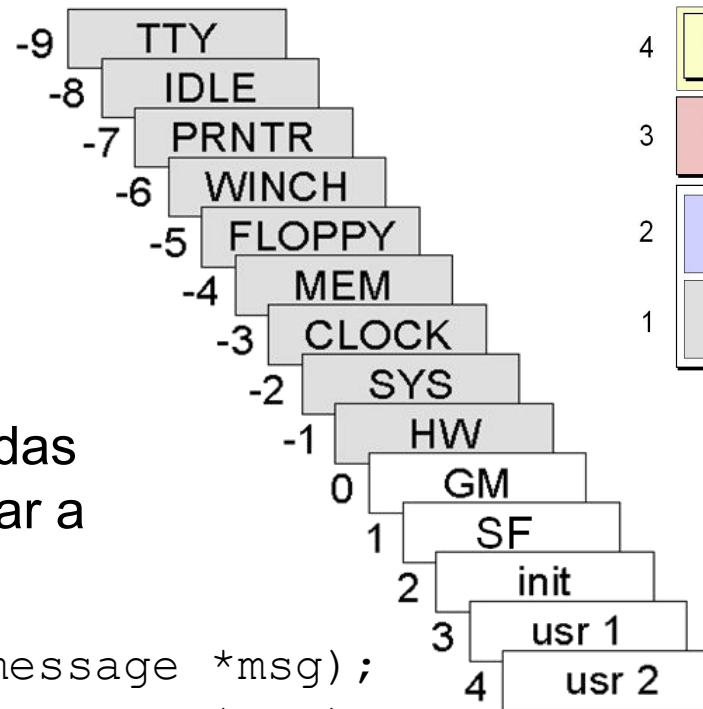 -9 TTY
-8 IDLE
-7 PRNTR
-6 WINCH
-5 FLOPPY
-4 MEM
-3 CLOCK
-2 SYS
-1 HW
0 GM
1 SF
2 init
3 usr 1
4 usr 2
4
3
2
1
das
ar a
message *msg);